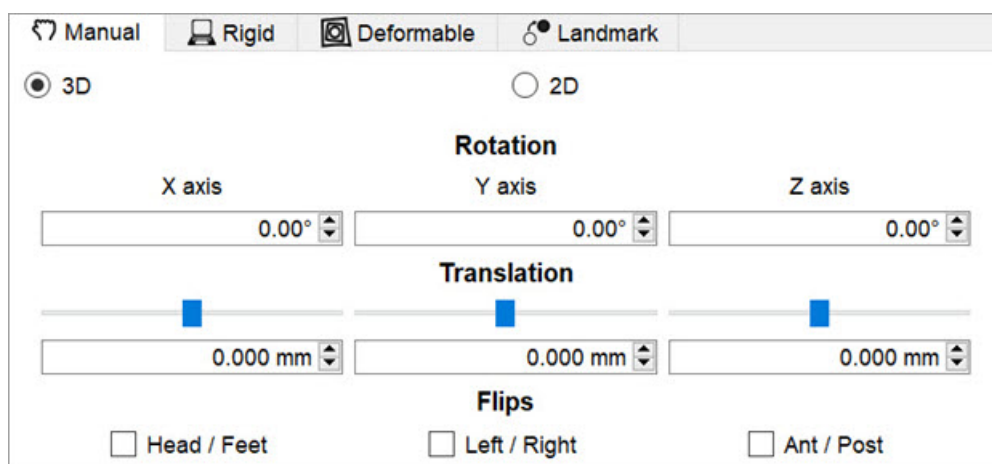 Manual Rigid Deformable Landmark
3D 2D
Rotation
X axis Y axis Z axis
0.00° 0.00° 0.00°
Translation
0.000 mm 0.000 mm 0.000 mm
Flips
Head / Feet Left / Right Ant / Post